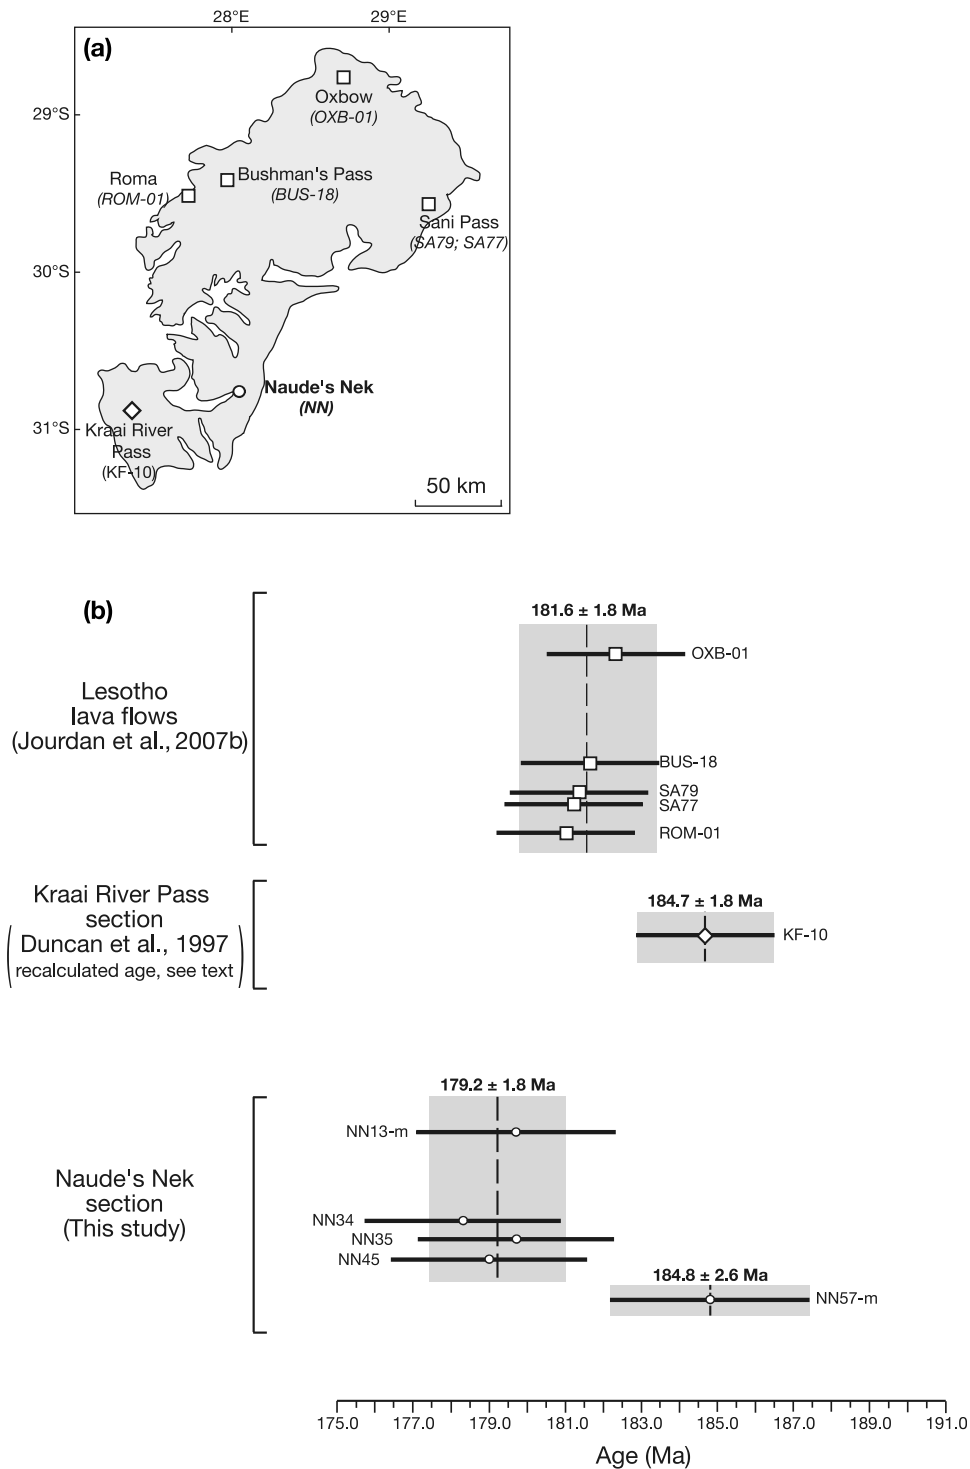 28°E 29°E
(a)
29°S
Oxbow
(OXB-01)
Roma
(ROM-01)
Bushman's Pass
(BUS-18)
Sani Pass
(SA79; SA77)
30°S
Naude's Nek
(NN)
31°S
Kraai River
Pass
(KF-10)
50 km
(b)
181.6 ± 1.8 Ma
OXB-01
Lesotho
lava flows
(Jourdan et al., 2007b)
BUS-18
SA79
SA77
ROM-01
Kraai River Pass
section
(Duncan et al., 1997
recalculated age, see text)
184.7 ± 1.8 Ma
KF-10
179.2 ± 1.8 Ma
NN13-m
Naude's Nek
section
(This study)
NN34
NN35
NN45
184.8 ± 2.6 Ma
NN57-m
175.0 177.0 179.0 181.0 183.0 185.0 187.0 189.0 191.0
Age (Ma)